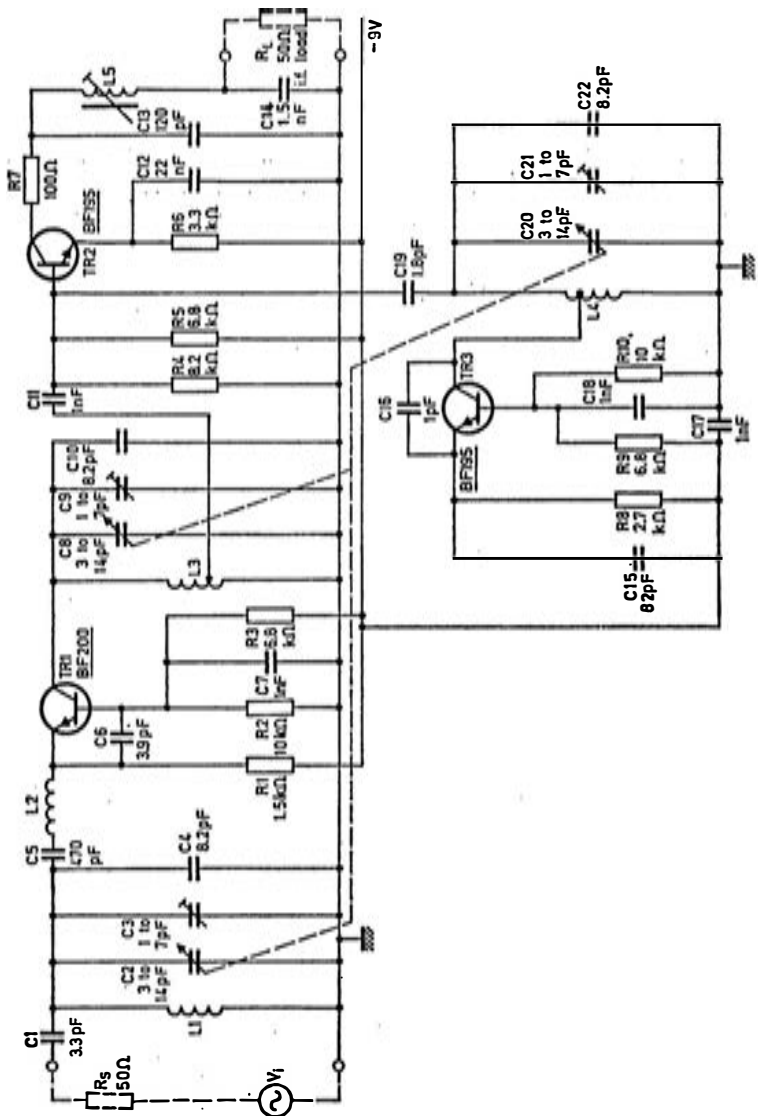 Rs
50Ω
Vi
C1
3.3pF
L1
C2
3 to
14pF
C3
1 to
7pF
C4
8.2pF
C5
470
pF
L2
R1
1.5kΩ
C6
3.9pF
R2
10kΩ
C7
1nF
R3
6.8
kΩ
TR1
BF200
L3
C8
3 to
14pF
C9
1 to
7pF
C10
8.2pF
C11
1nF
R4
8.2
kΩ
R5
6.8
kΩ
TR2
BF195
R6
3.3
kΩ
R7
100Ω
C12
22
nF
C13
120
pF
L5
C14
1.5
nF
i.f.
RL
50Ω
load
-9V
C15
82pF
R8
2.7
kΩ
R9
6.8
kΩ
BF195
TR3
C16
1pF
C17
1nF
C18
1nF
R10
10
kΩ
L4
C19
1.8pF
C20
3 to
14pF
C21
1 to
7pF
C22
8.2pF